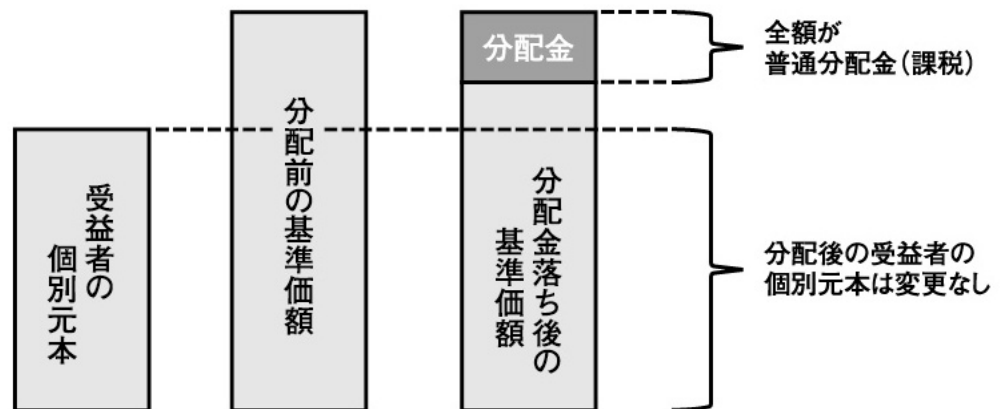 受益者の
個別元本
分配前の基準価額
分配金
分配金落ち後の
基準価額
全額が
普通分配金（課税）
分配後の受益者の
個別元本は変更なし